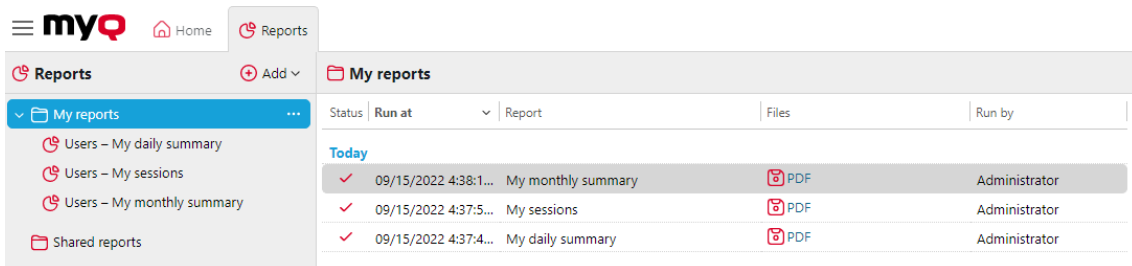 myQ Home Reports
Reports Add My reports
My reports ... Status Run at Report Files Run by
Users – My daily summary
Today
Users – My sessions
09/15/2022 4:38:1... My monthly summary PDF Administrator
Users – My monthly summary
09/15/2022 4:37:5... My sessions PDF Administrator
Shared reports
09/15/2022 4:37:4... My daily summary PDF Administrator